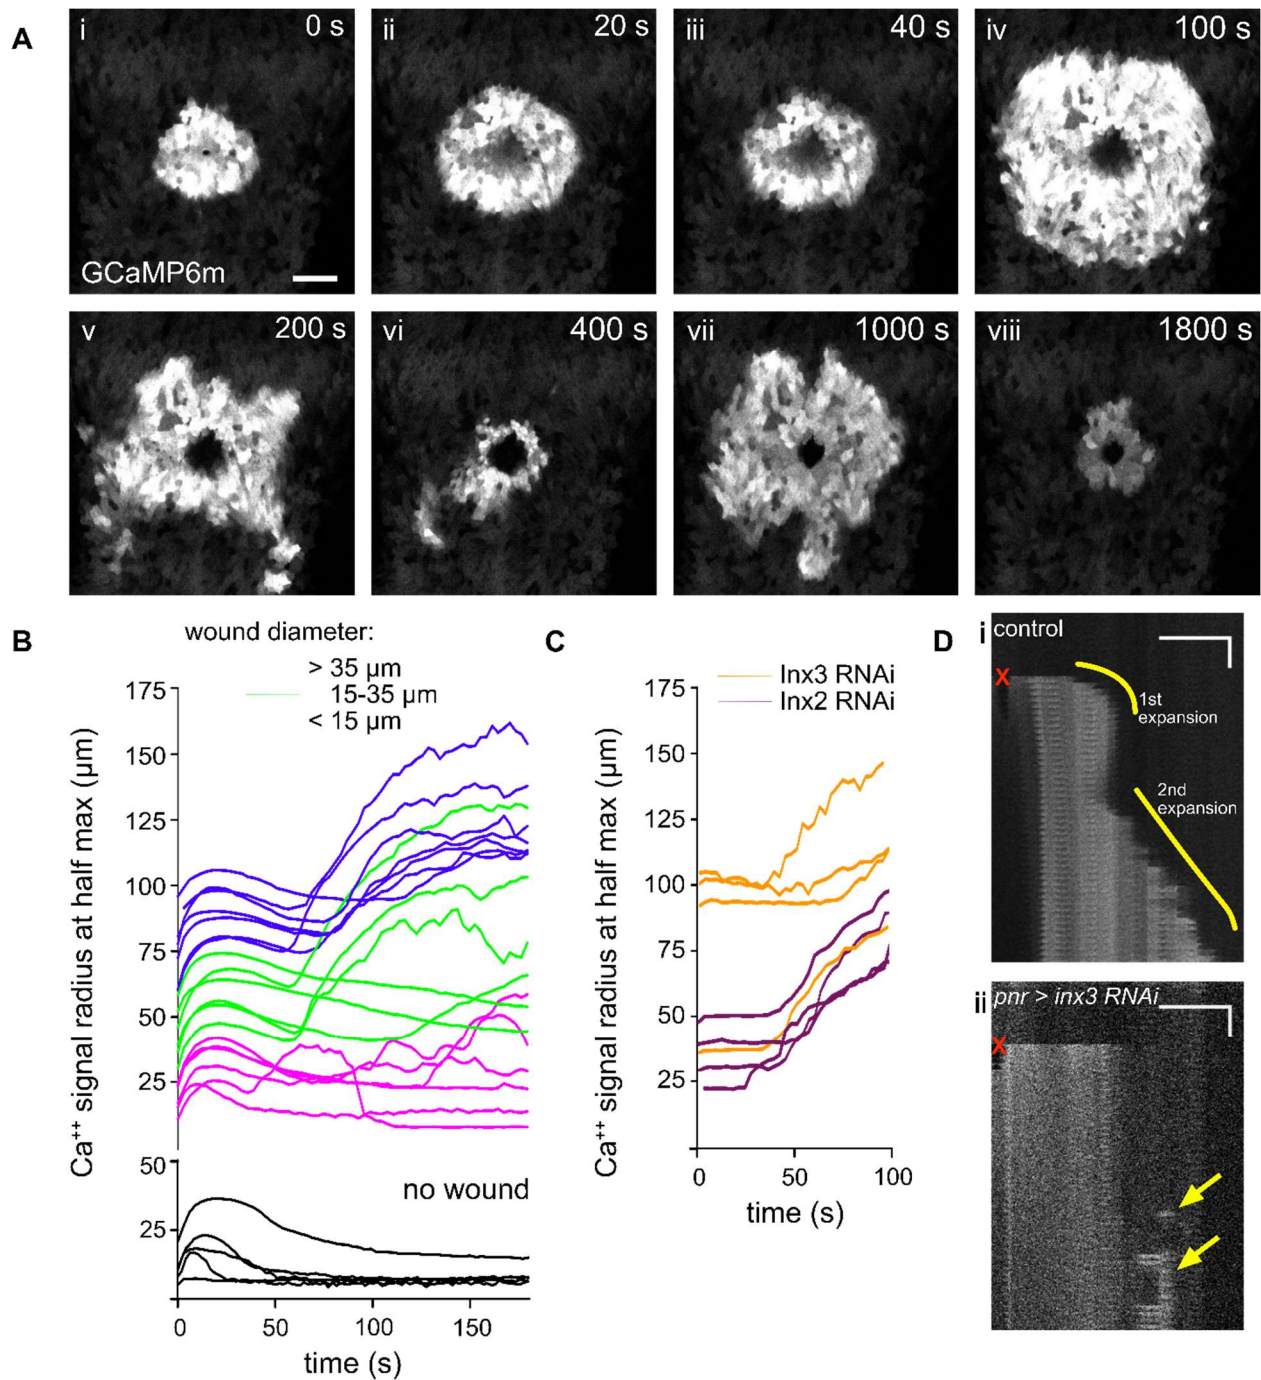 A
i 0 s
GCaMP6m
ii 20 s
iii 40 s
iv 100 s
v 200 s
vi 400 s
vii 1000 s
viii 1800 s
B
wound diameter:
> 35 µm
15-35 µm
< 15 µm
Ca++ signal radius at half max (µm)
175
150
125
100
75
50
25
50
25
no wound
0 50 100 150
time (s)
C
Inx3 RNAi
Inx2 RNAi
Ca++ signal radius at half max (µm)
175
150
125
100
75
50
25
0 50 100
time (s)
D
i control
X
1st
expansion
2nd
expansion
ii pnr > inx3 RNAi
X